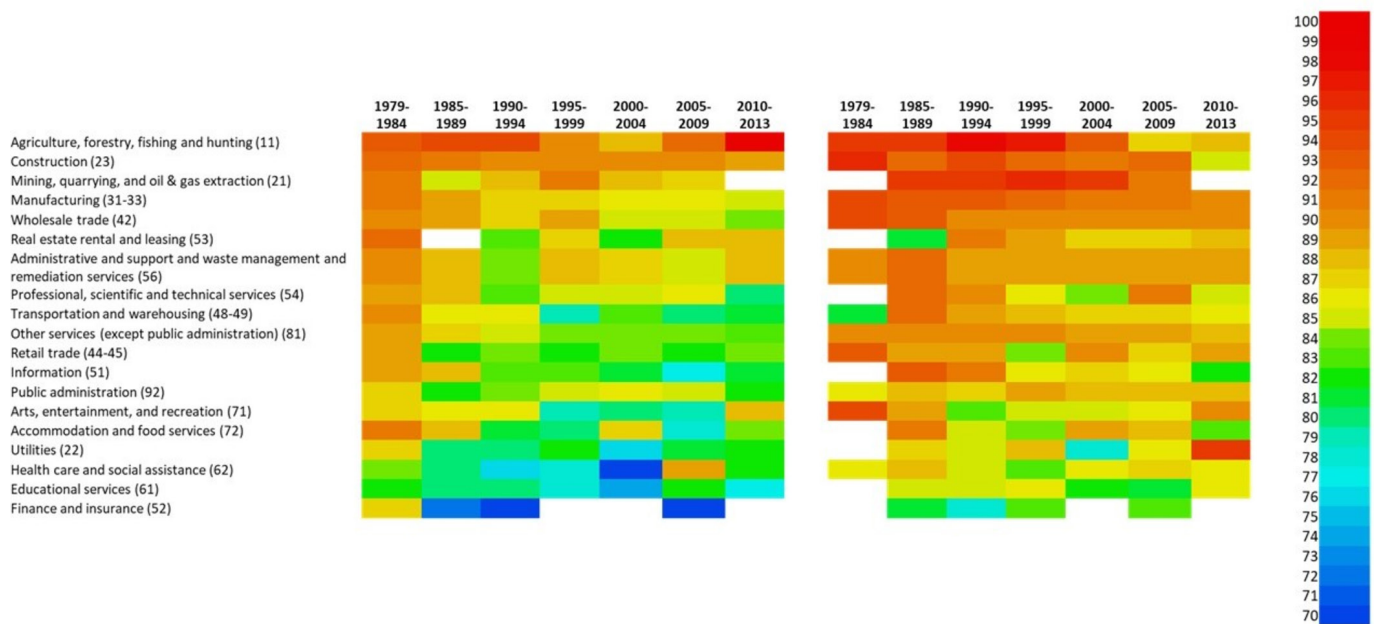 1979- 1985- 1990- 1995- 2000- 2005- 2010- 1979- 1985- 1990- 1995- 2000- 2005- 2010-
1984 1989 1994 1999 2004 2009 2013 1984 1989 1994 1999 2004 2009 2013
Agriculture, forestry, fishing and hunting (11)
Construction (23)
Mining, quarrying, and oil & gas extraction (21)
Manufacturing (31-33)
Wholesale trade (42)
Real estate rental and leasing (53)
Administrative and support and waste management and
remediation services (56)
Professional, scientific and technical services (54)
Transportation and warehousing (48-49)
Other services (except public administration) (81)
Retail trade (44-45)
Information (51)
Public administration (92)
Arts, entertainment, and recreation (71)
Accommodation and food services (72)
Utilities (22)
Health care and social assistance (62)
Educational services (61)
Finance and insurance (52)
100
99
98
97
96
95
94
93
92
91
90
89
88
87
86
85
84
83
82
81
80
79
78
77
76
75
74
73
72
71
70